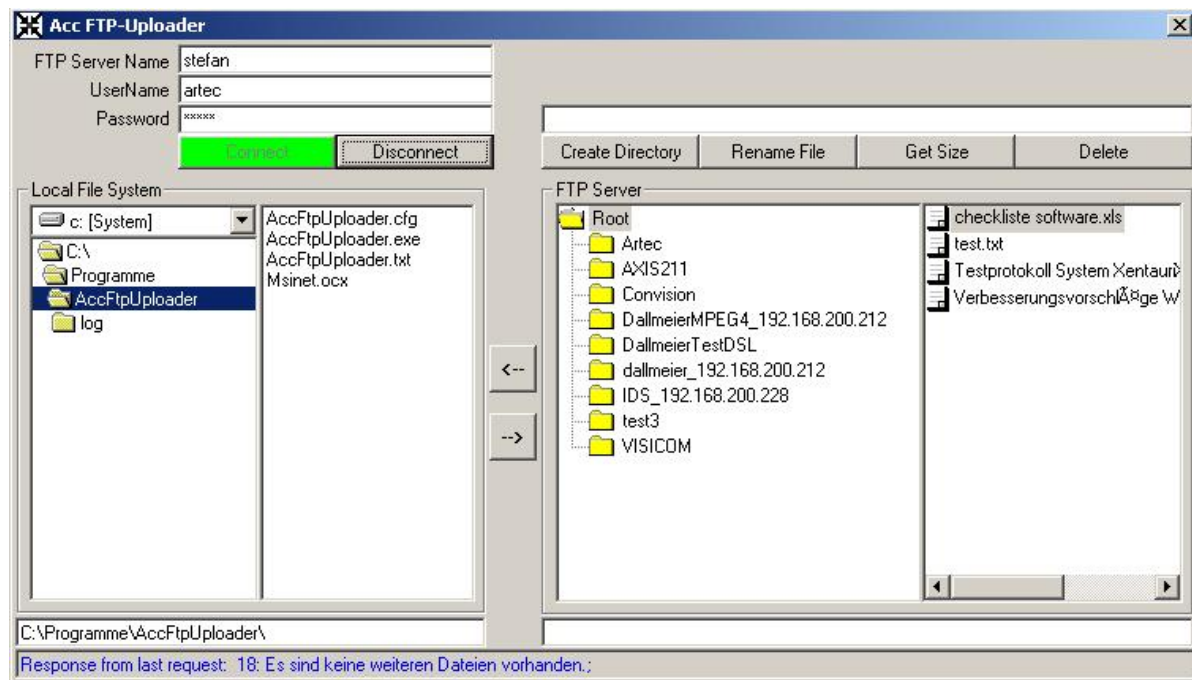 Acc FTP-Uploader
FTP Server Name stefan
UserName artec
Password xxxxx
Connect Disconnect
Create Directory Rename File Get Size Delete
Local File System
c: [System]
C:\
Programme
AccFtpUploader
log
AccFtpUploader.cfg
AccFtpUploader.exe
AccFtpUploader.txt
Msinet.ocx
<--
-->
FTP Server
Root
Artec
AXIS211
Convision
DallmeierMPEG4_192.168.200.212
DallmeierTestDSL
dallmeier_192.168.200.212
IDS_192.168.200.228
test3
VISICOM
checkliste software.xls
test.txt
Testprotokoll System XentauriÃ
VerbesserungsvorschlÃ¤ge W
C:\Programme\AccFtpUploader\
Response from last request: 18: Es sind keine weiteren Dateien vorhanden.;